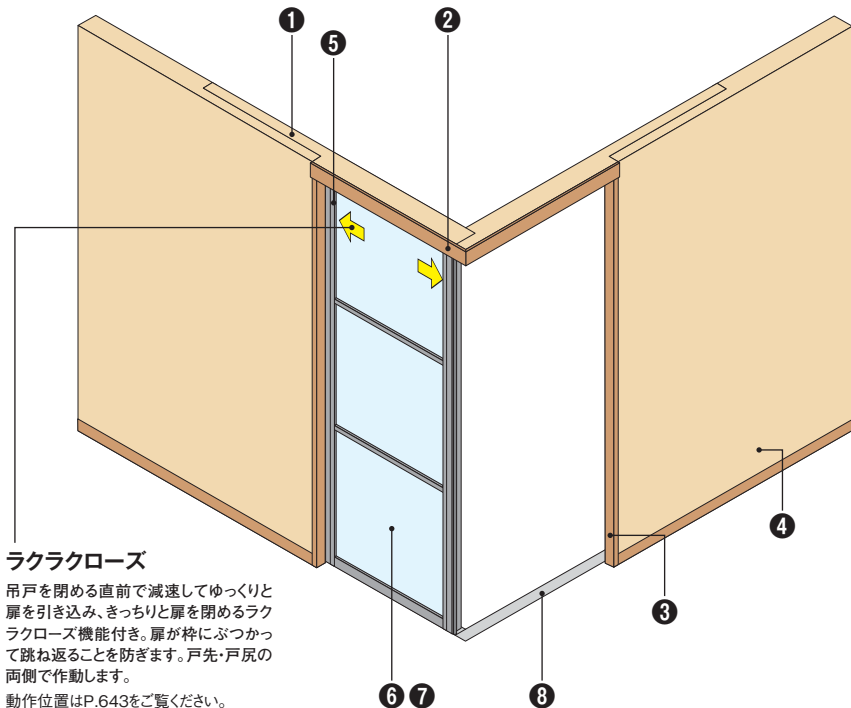 ❶
❺
❷
❹
❸
ラクラクローズ
吊戸を閉める直前で減速してゆっくりと
扉を引き込み、きっちりと扉を閉めるラク
ラクローズ機能付き。扉が枠にぶつかっ
て跳ね返ることを防ぎます。戸先・戸尻の
両側で作動します。
動作位置はP.643をご覧ください。
❻ ❼
❽